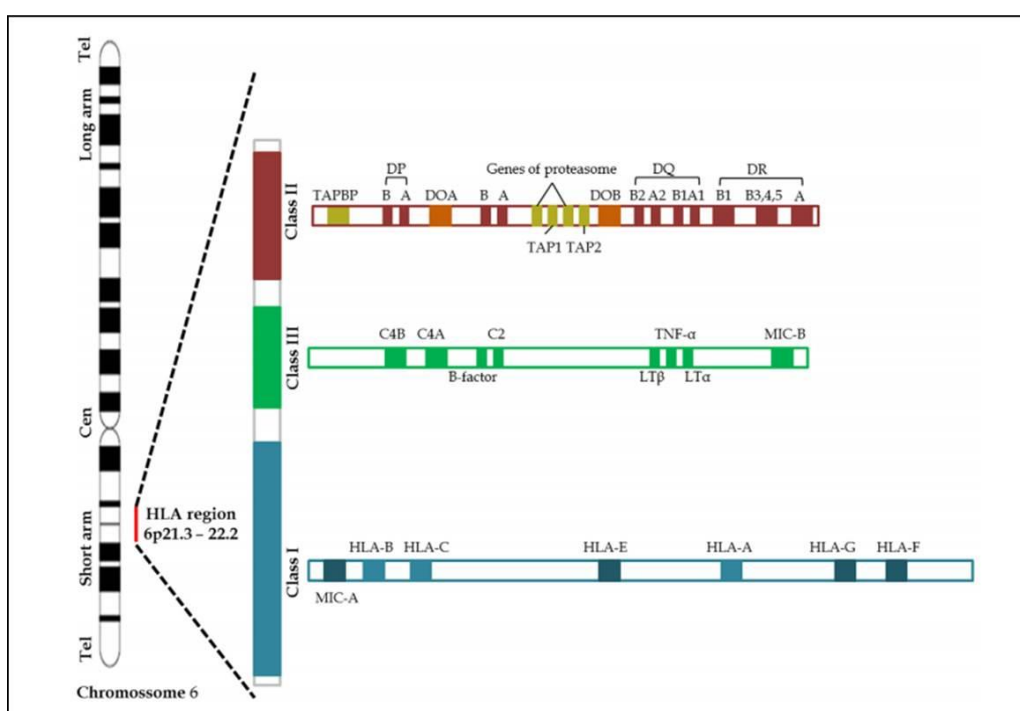 Tel
Long arm
Cen
Short arm
Tel
HLA region
6p21.3 – 22.2
Chromossome 6
Class II
Class III
Class I
DP
Genes of proteasome
DQ
DR
TAPBP
B A
DOA
B A
DOB
B2 A2
B1A1
B1
B3,4,5
A
TAP1 TAP2
C4B
C4A
C2
TNF-α
MIC-B
B-factor
LTβ
LTα
HLA-B
HLA-C
HLA-E
HLA-A
HLA-G
HLA-F
MIC-A